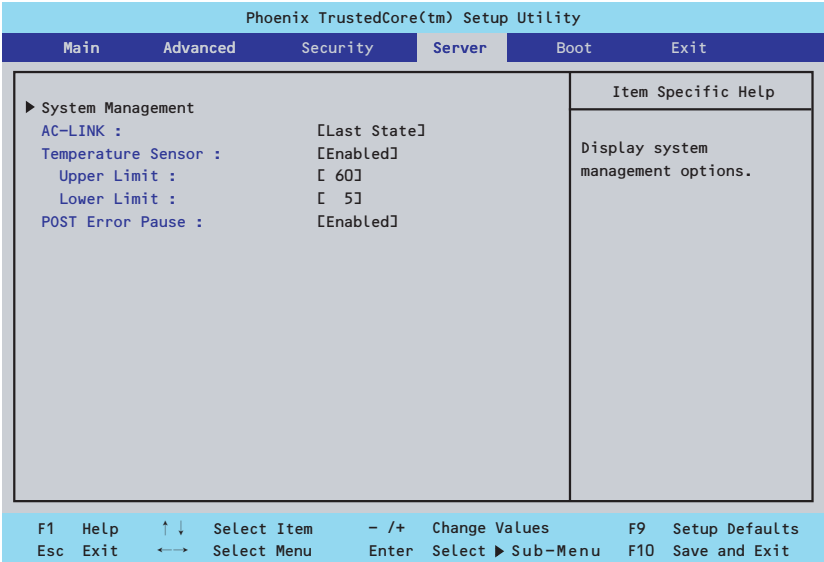 Phoenix TrustedCore(tm) Setup Utility
Main Advanced Security Server Boot Exit
Item Specific Help
▶ System Management
AC-LINK : [Last State]
Temperature Sensor : [Enabled]
Upper Limit : [ 60]
Lower Limit : [ 5]
POST Error Pause : [Enabled]
Display system
management options.
F1 Help ↑↓ Select Item - /+ Change Values F9 Setup Defaults
Esc Exit ←→ Select Menu Enter Select ▶ Sub-Menu F10 Save and Exit